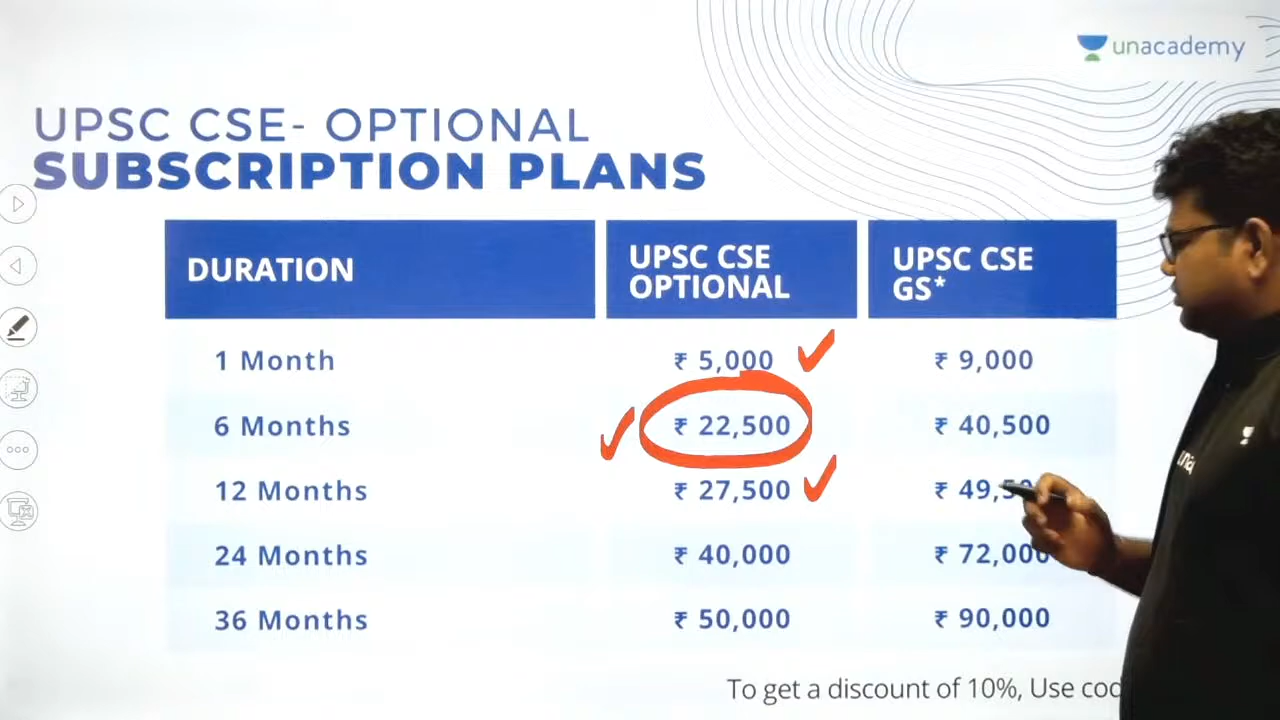 unacademy
UPSC CSE- OPTIONAL
SUBSCRIPTION PLANS
DURATION UPSC CSE OPTIONAL UPSC CSE GS*
1 Month ₹ 5,000 ₹ 9,000
6 Months ₹ 22,500 ₹ 40,500
12 Months ₹ 27,500
24 Months ₹ 40,000 ₹ 72,000
36 Months ₹ 50,000 ₹ 90,000
To get a discount of 10%, Use